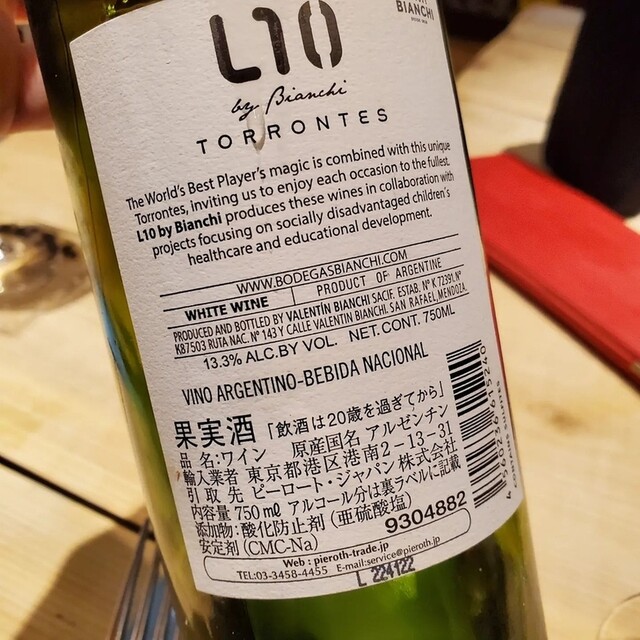 BIANCHI
L10
by Bianchi
TORRONTES
The World's Best Player's magic is combined with this unique
Torrontes, inviting us to enjoy each occasion to the fullest.
L10 by Bianchi produces these wines in collaboration with
projects focusing on socially disadvantaged children's
healthcare and educational development.
WWW.BODEGASBIANCHI.COM
WHITE WINE PRODUCT OF ARGENTINE
PRODUCED AND BOTTLED BY VALENTÍN BIANCHI SACIF. ESTAB. Nº K 72391. Nº
K87503 RUTA NAC. Nº 143 Y CALLE VALENTIN BIANCHI. SAN RAFAEL, MENDOZA.
13.3% ALC.BY VOL. NET. CONT. 750ML
VINO ARGENTINO-BEBIDA NACIONAL
果実酒「飲酒は20歳を過ぎてから」
品名:ワイン 原産国名 アルゼンチン
輸入業者 東京都港区港南2-13-31
引取先 ピーロート・ジャパン株式会社
内容量 750㎖ アルコール分は裏ラベルに記載
添加物:酸化防止剤(亜硫酸塩)
安定剤(CMC-Na) 9304882
Web : pieroth-trade.jp
TEL:03-3458-4455 E-mail:service@pieroth.jp
L 224122